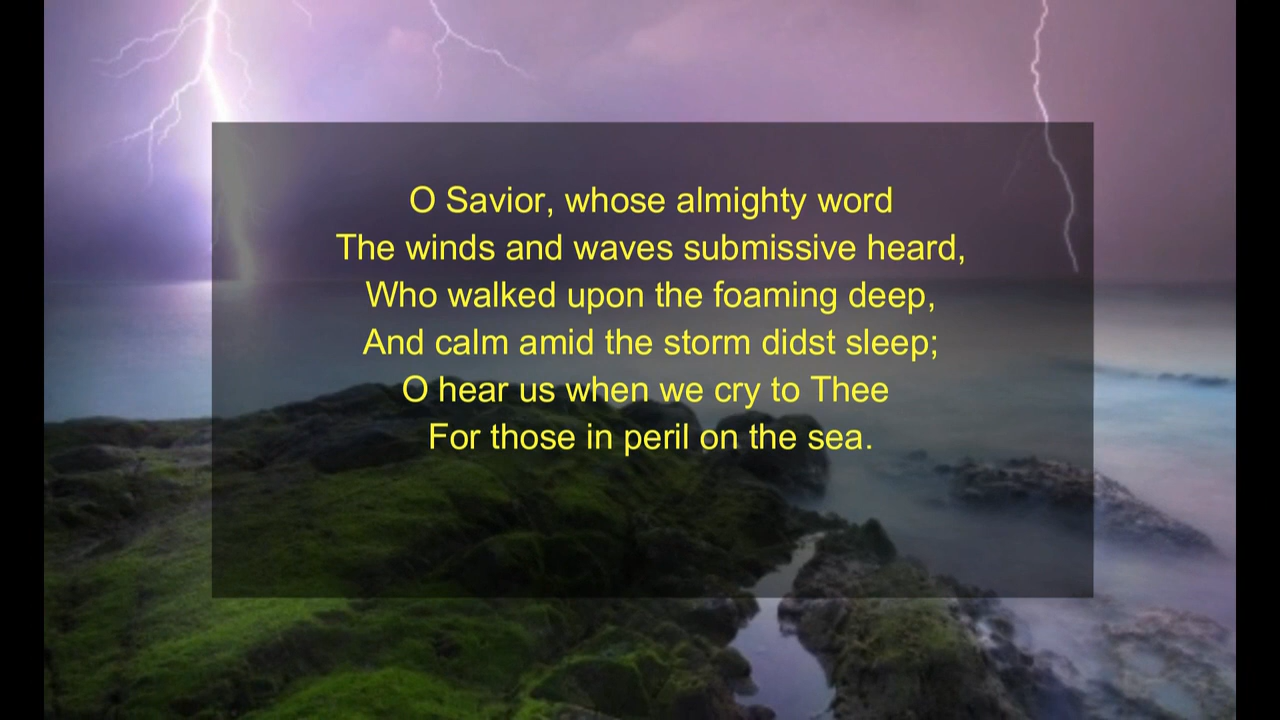 O Savior, whose almighty word
The winds and waves submissive heard,
Who walked upon the foaming deep,
And calm amid the storm didst sleep;
O hear us when we cry to Thee
For those in peril on the sea.